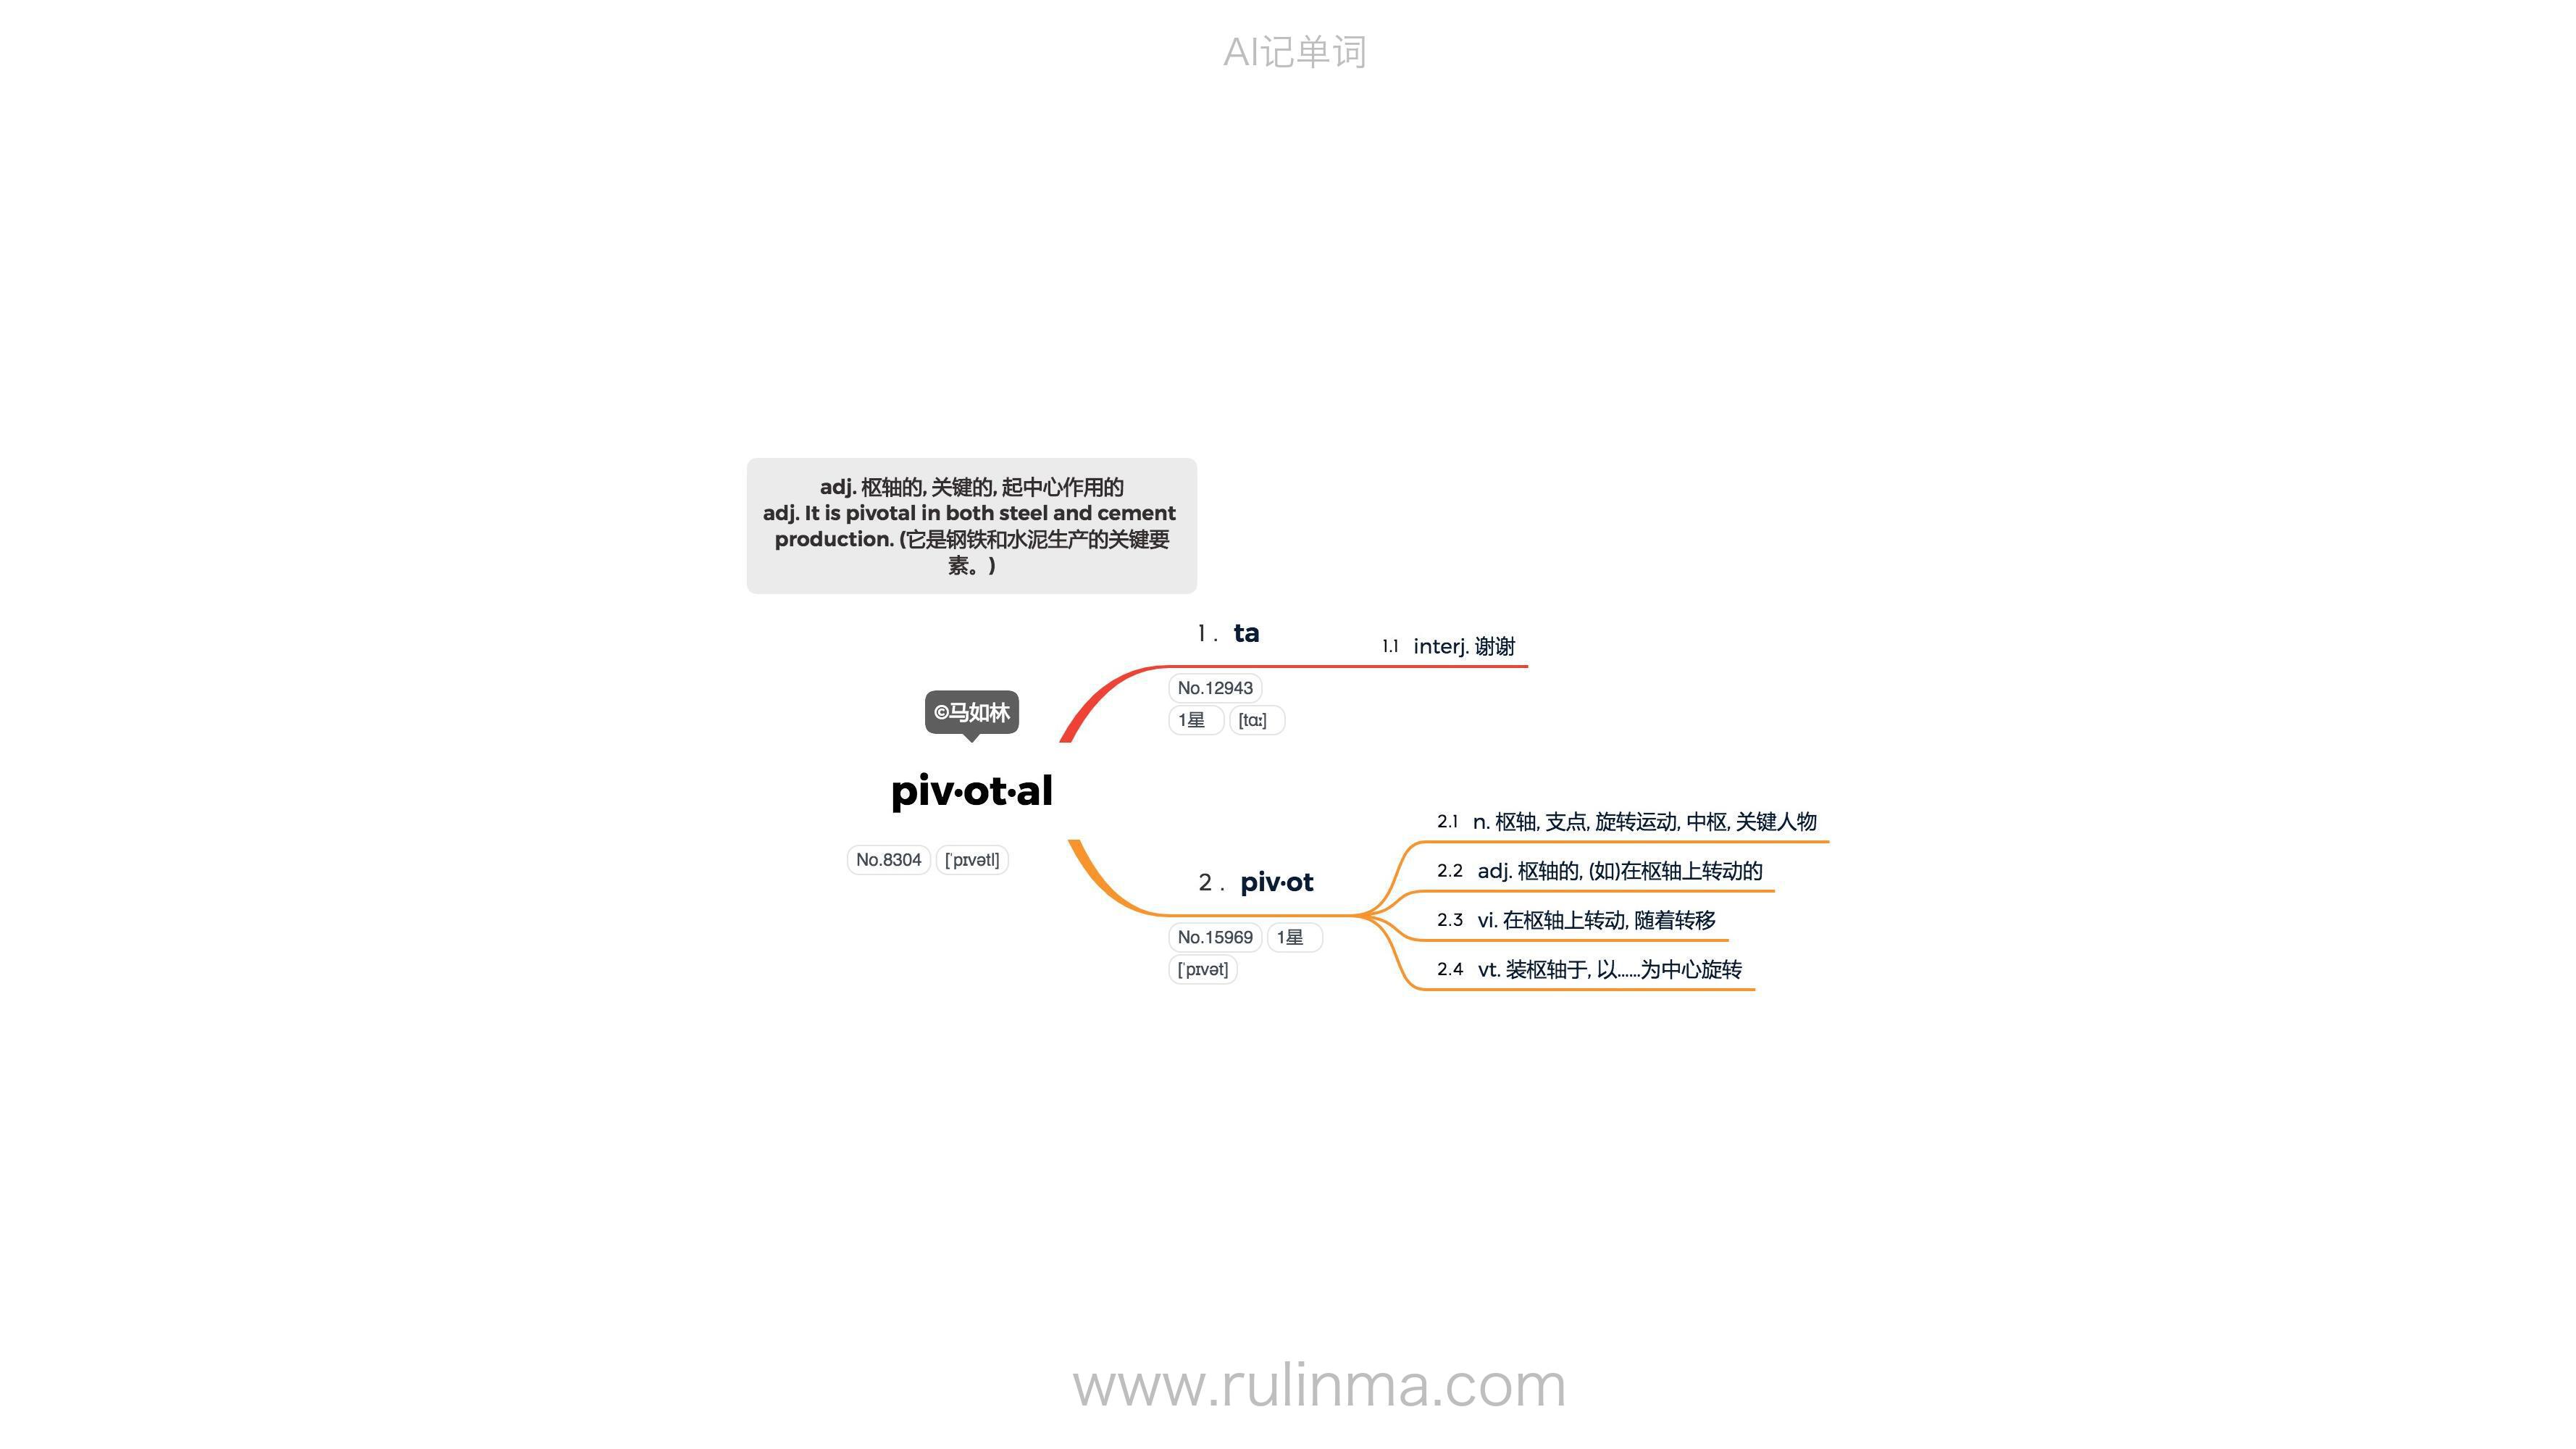 AI记单词
adj. 枢轴的, 关键的, 起中心作用的
adj. It is pivotal in both steel and cement
production. (它是钢铁和水泥生产的关键要
素。)
1 . ta
1.1 interj. 谢谢
No.12943
1星 [tɑː]
©马如林
piv·ot·al
No.8304 [ˈpɪvətl]
2 . piv·ot
No.15969 1星
[ˈpɪvət]
2.1 n. 枢轴, 支点, 旋转运动, 中枢, 关键人物
2.2 adj. 枢轴的, (如)在枢轴上转动的
2.3 vi. 在枢轴上转动, 随着转移
2.4 vt. 装枢轴于, 以……为中心旋转
www.rulinma.com